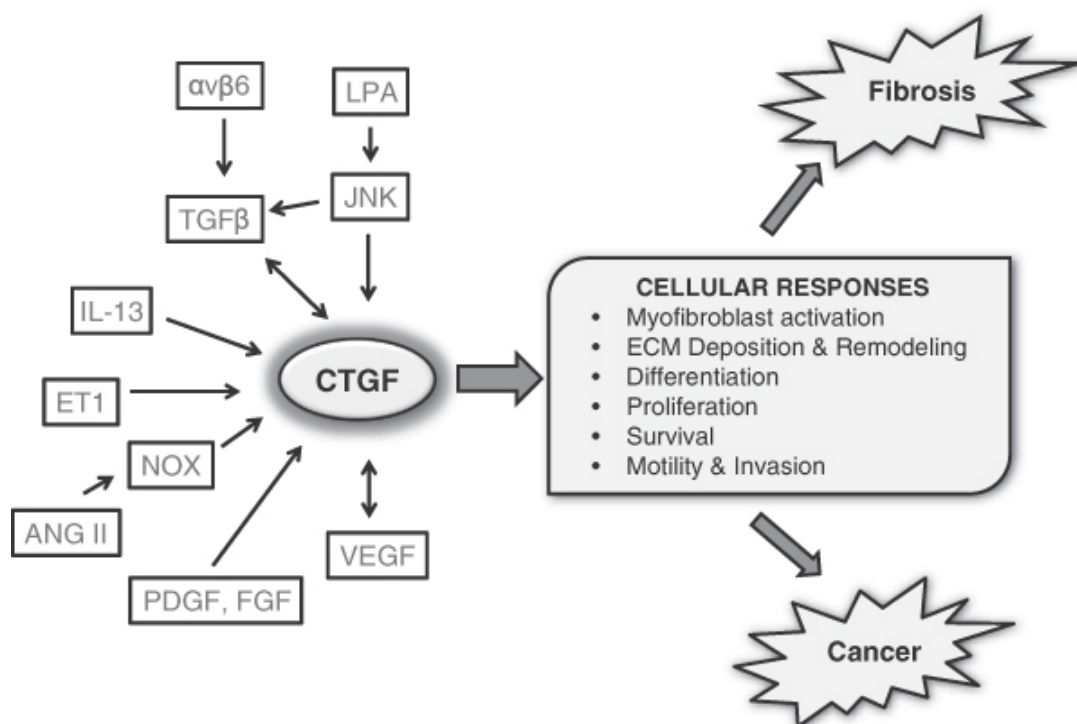 αvβ6
LPA
TGFβ
JNK
IL-13
CTGF
ET1
NOX
ANG II
VEGF
PDGF, FGF
CELLULAR RESPONSES
• Myofibroblast activation
• ECM Deposition & Remodeling
• Differentiation
• Proliferation
• Survival
• Motility & Invasion
Fibrosis
Cancer